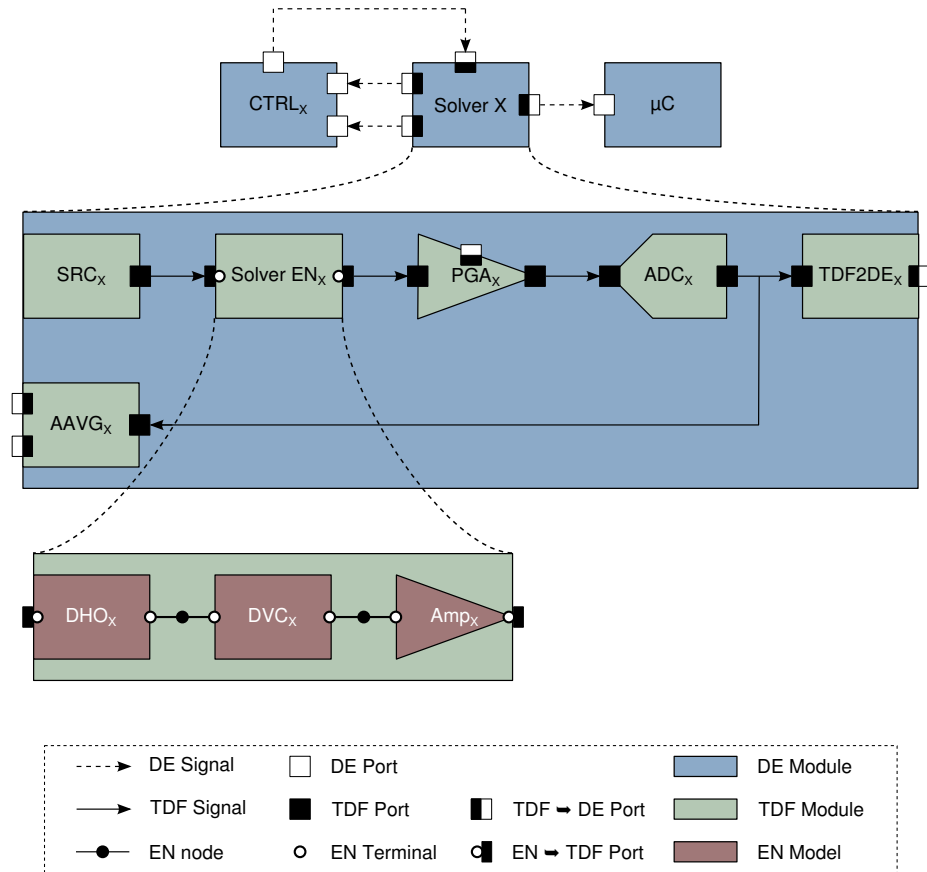 CTRLX
Solver X
µC
SRCX
Solver ENX
PGAX
ADCX
TDF2DEX
AAVGX
DHOX
DVCX
AmpX
DE Signal
DE Port
DE Module
TDF Signal
TDF Port
TDF ➥ DE Port
TDF Module
EN node
EN Terminal
EN ➥ TDF Port
EN Model